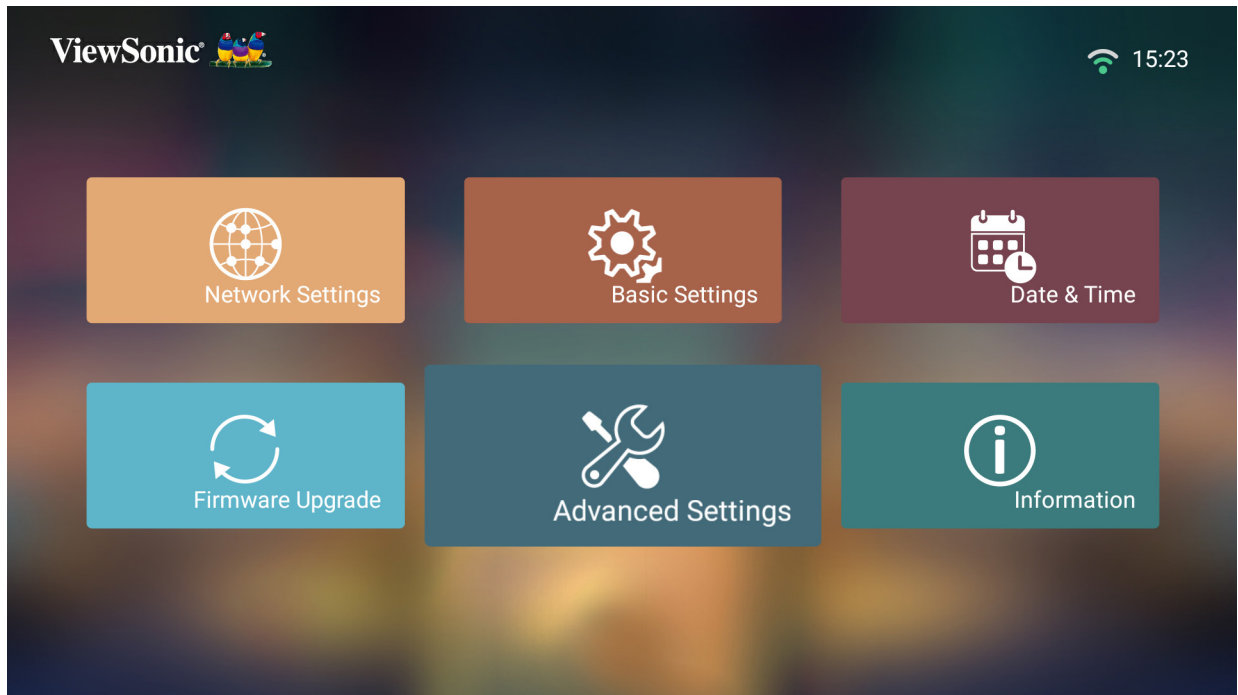 ViewSonic®
15:23
Network Settings
Basic Settings
Date & Time
Firmware Upgrade
Advanced Settings
Information